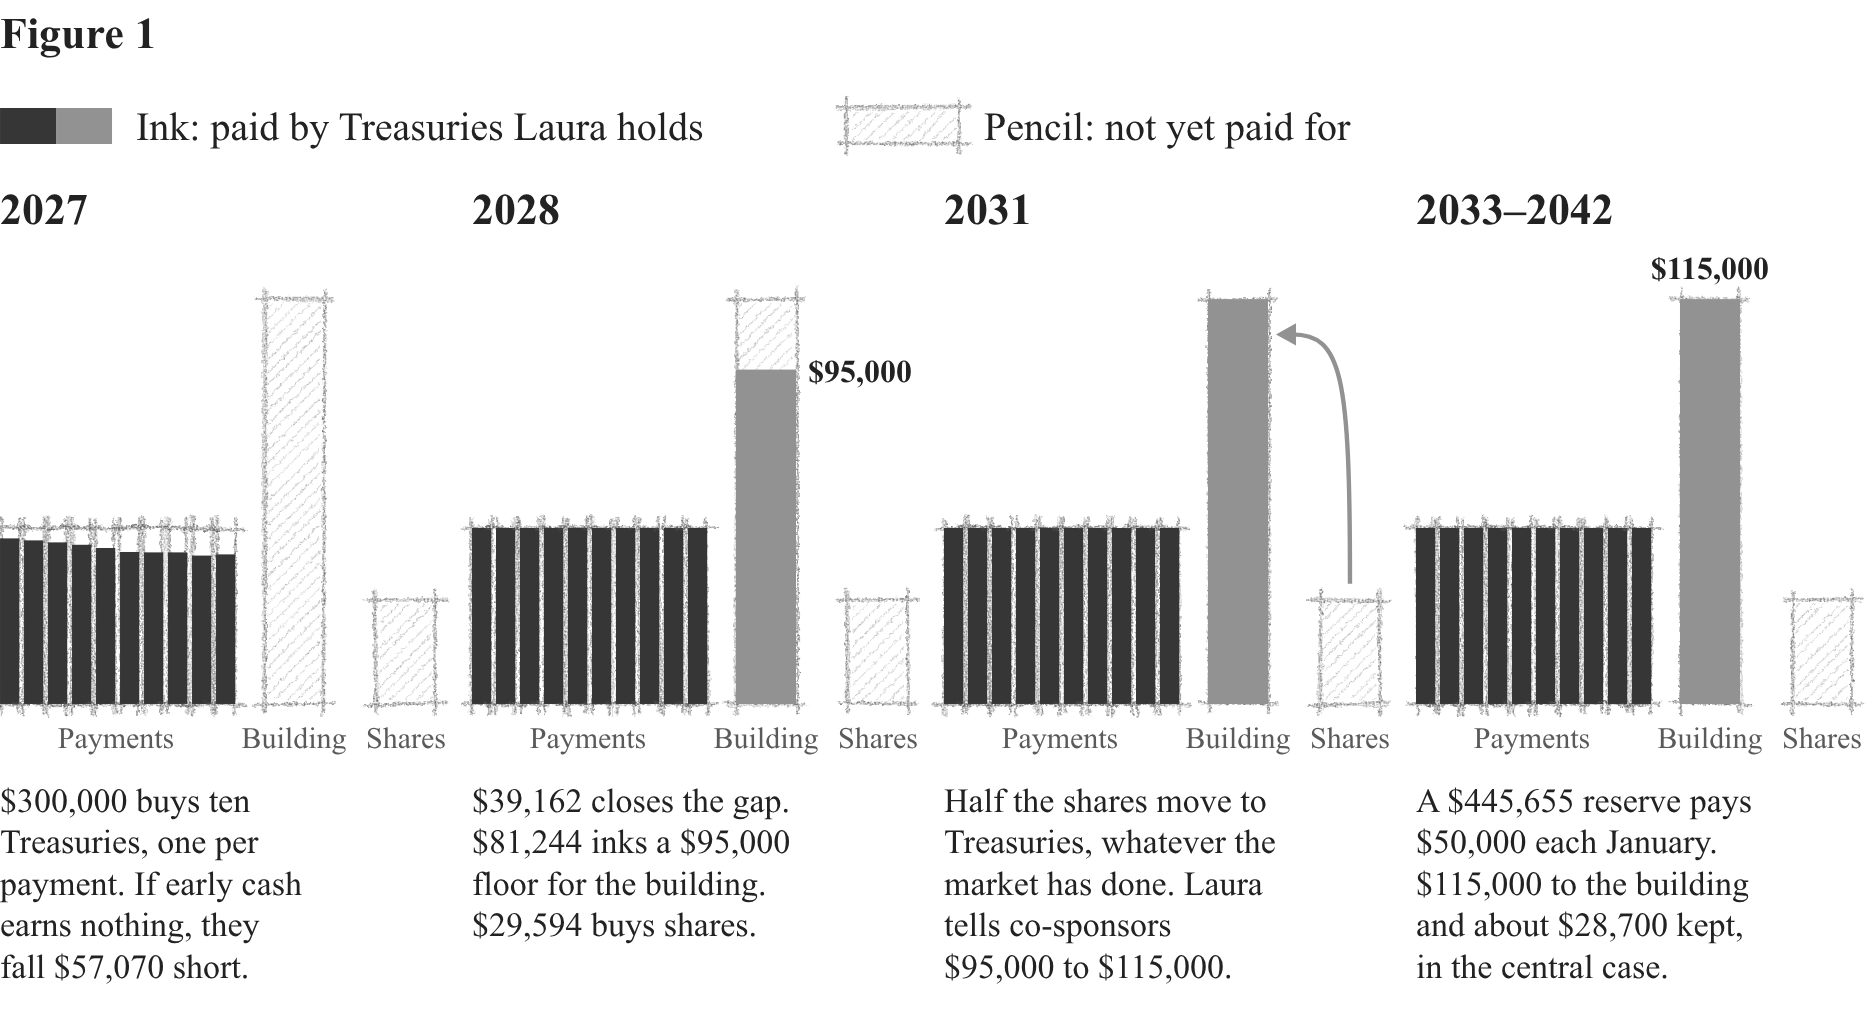 Figure 1
Ink: paid by Treasuries Laura holds
Pencil: not yet paid for
2027
2028
2031
2033–2042
$115,000
$95,000
Payments
Building
Shares
Payments
Building
Shares
Payments
Building
Shares
Payments
Building
Shares
$300,000 buys ten
Treasuries, one per
payment. If early cash
earns nothing, they
fall $57,070 short.
$39,162 closes the gap.
$81,244 inks a $95,000
floor for the building.
$29,594 buys shares.
Half the shares move to
Treasuries, whatever the
market has done. Laura
tells co-sponsors
$95,000 to $115,000.
A $445,655 reserve pays
$50,000 each January.
$115,000 to the building
and about $28,700 kept,
in the central case.